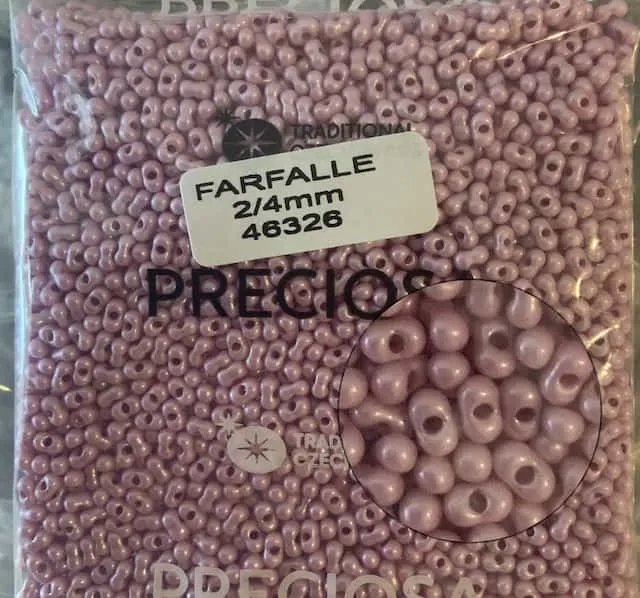 PRECIOSA
TRADITIONAL
FARFALLE
2/4mm
46326
PRECIOSA
TRAD
CZEC
PRECIOSA